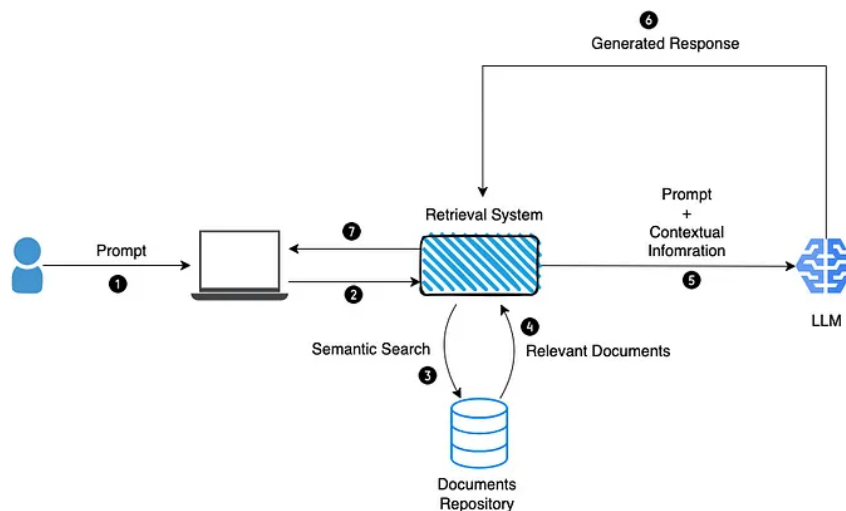 6
Generated Response
Retrieval System
Prompt
+
Contextual
Infomration
Prompt
7
1
2
5
LLM
4
Semantic Search
Relevant Documents
3
Documents
Repository